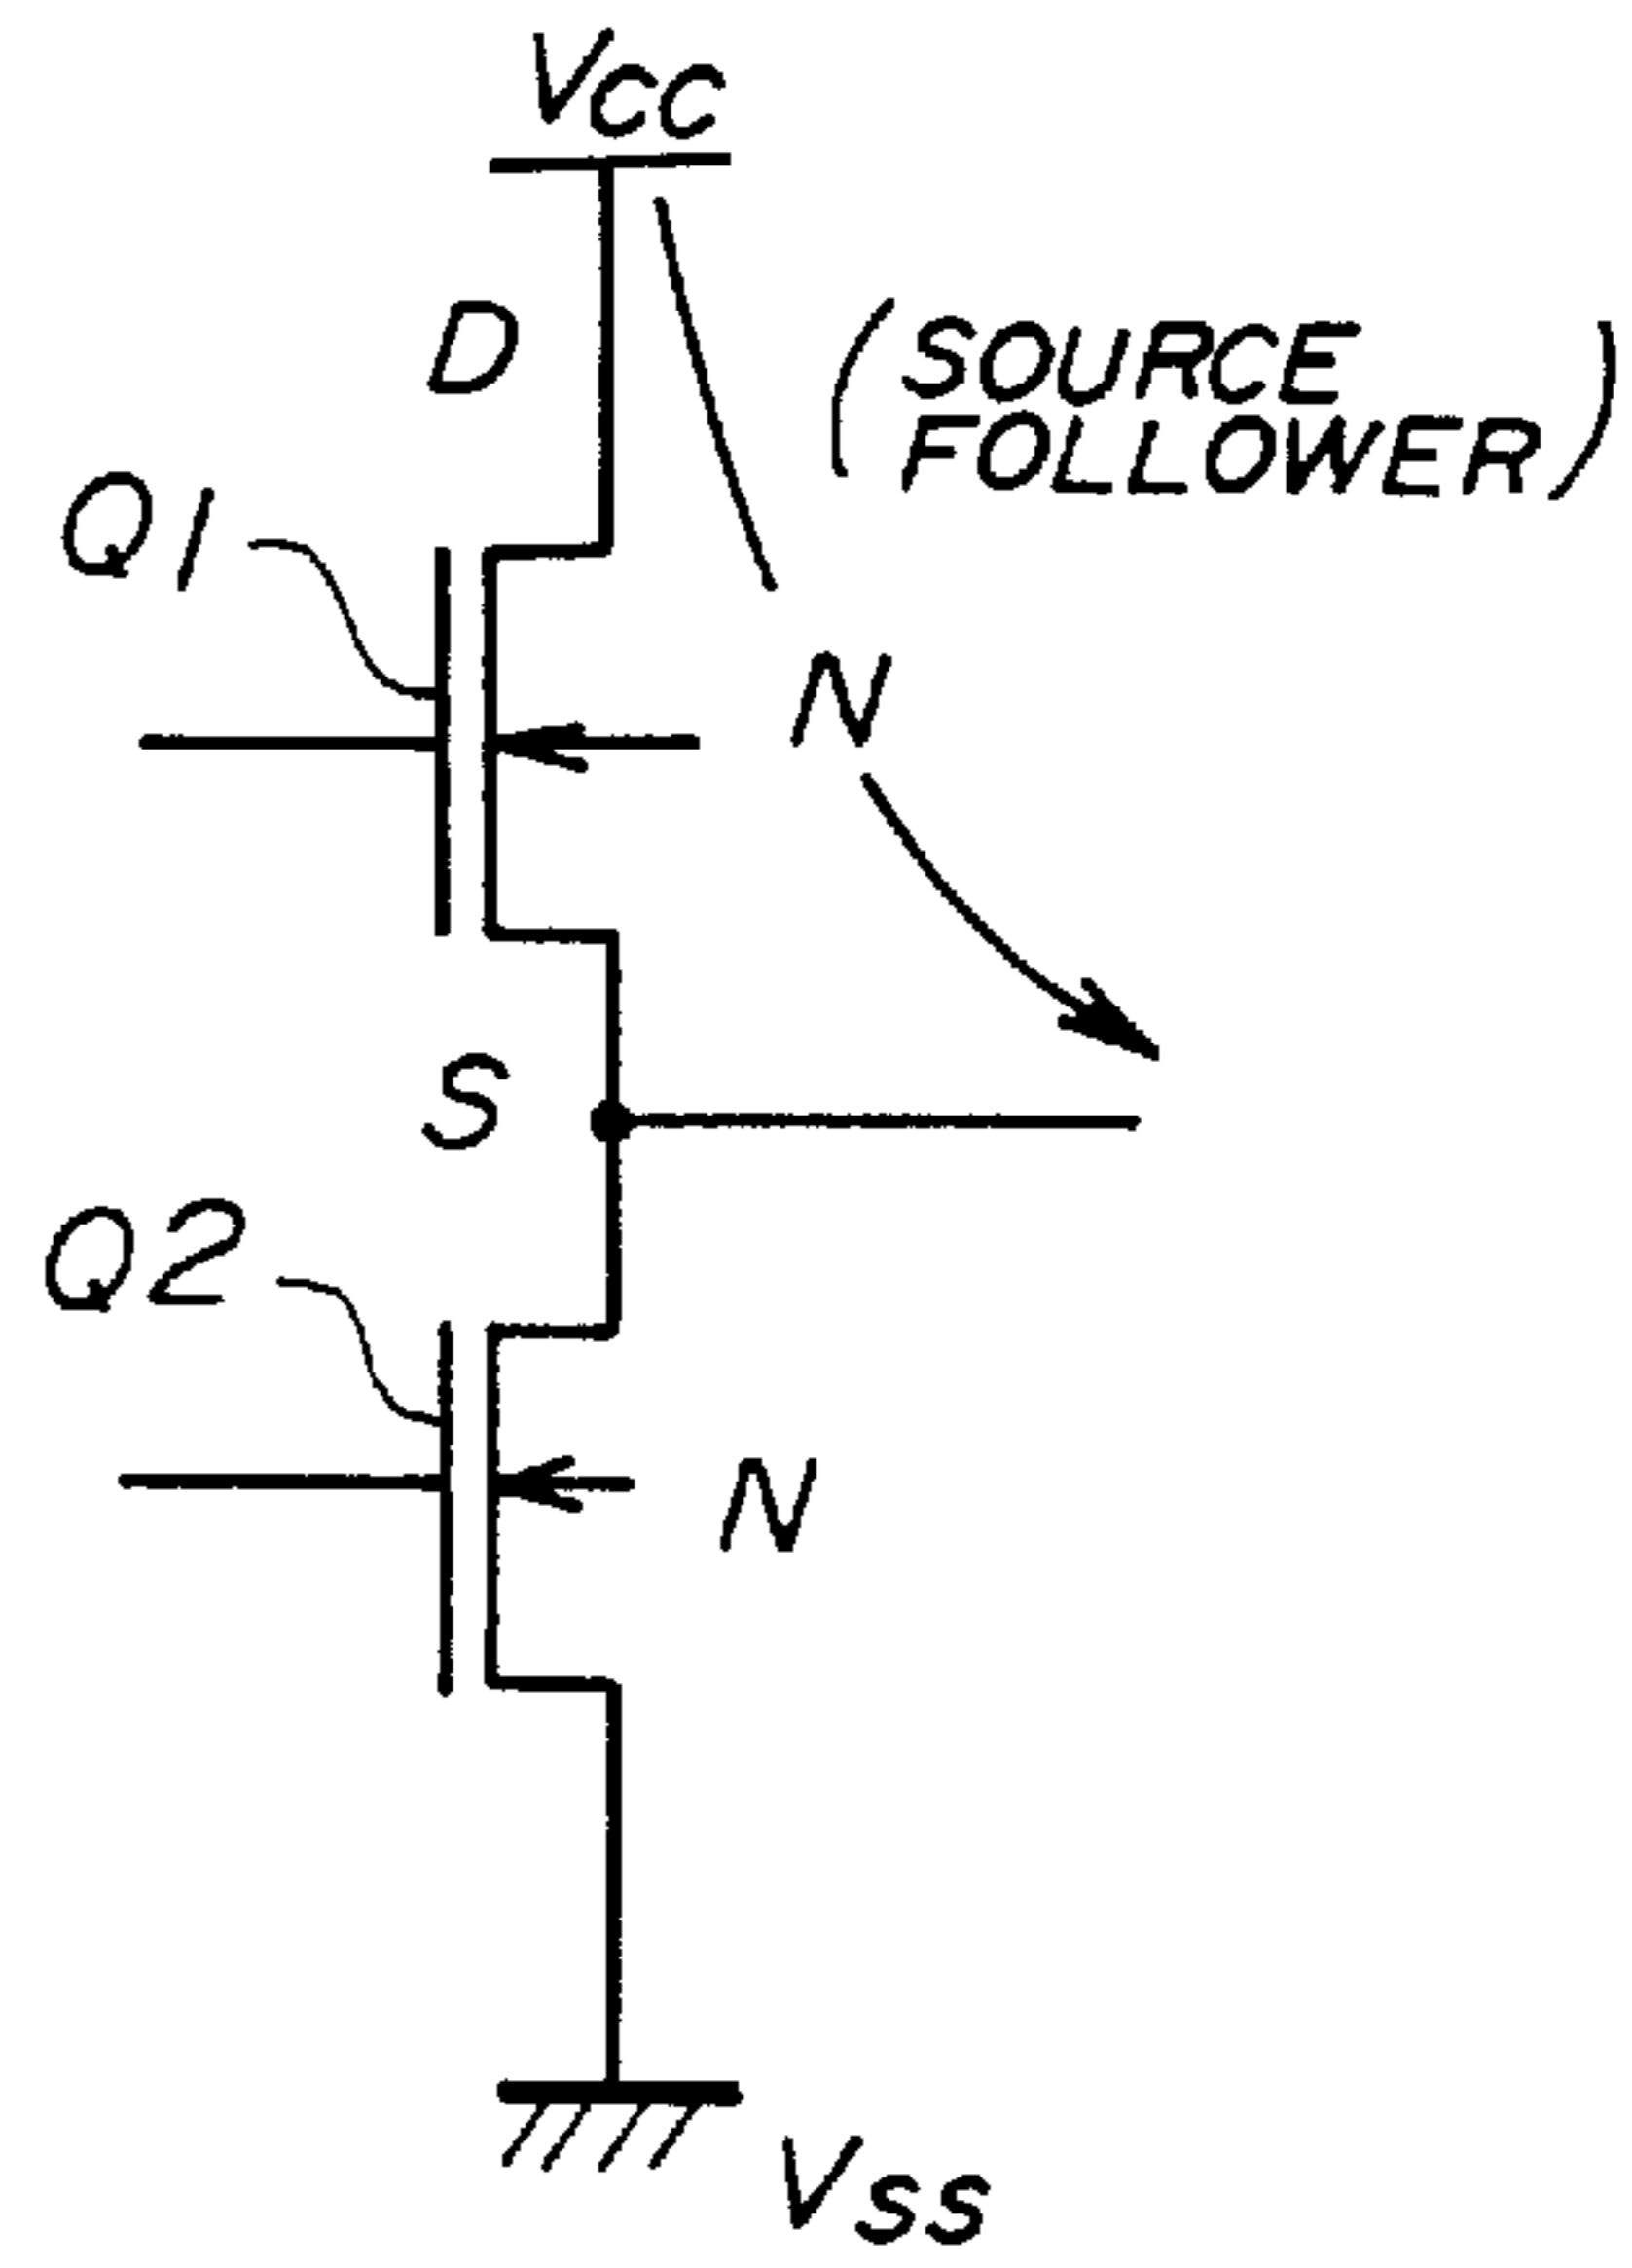 VCC
D
(SOURCE
FOLLOWER)
Q1
N
S
Q2
N
VSS